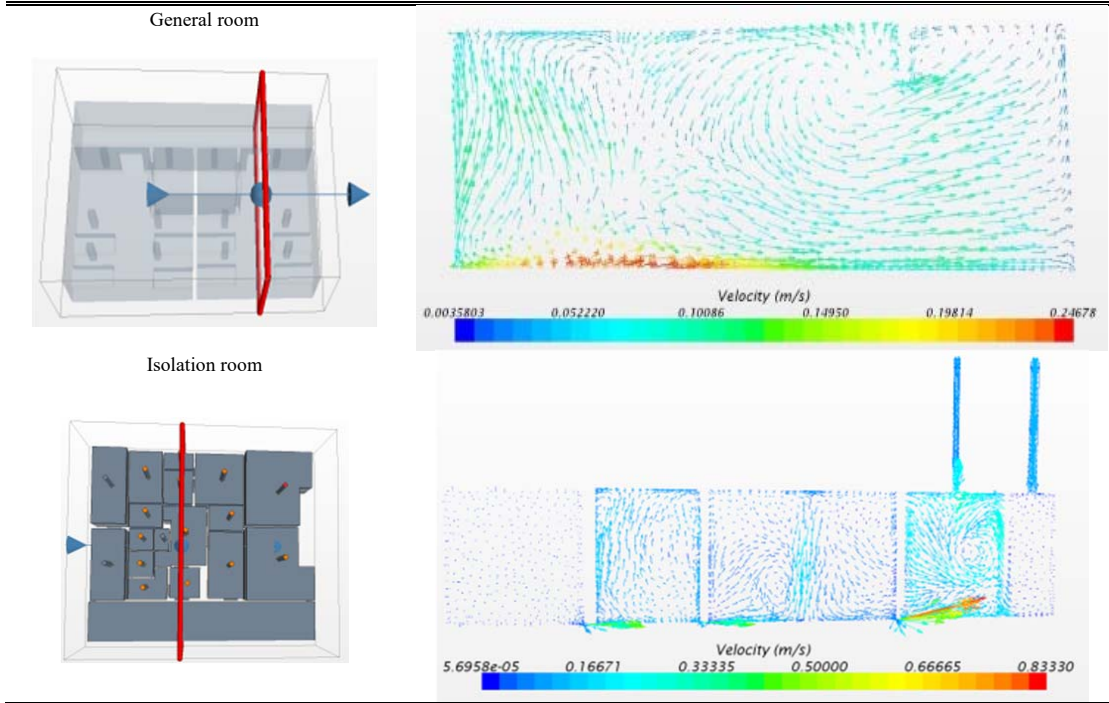 General room
Velocity (m/s)
0.0035803 0.052220 0.10086 0.14950 0.19814 0.24678
Isolation room
Velocity (m/s)
5.6958e-05 0.16671 0.33335 0.50000 0.66665 0.83330